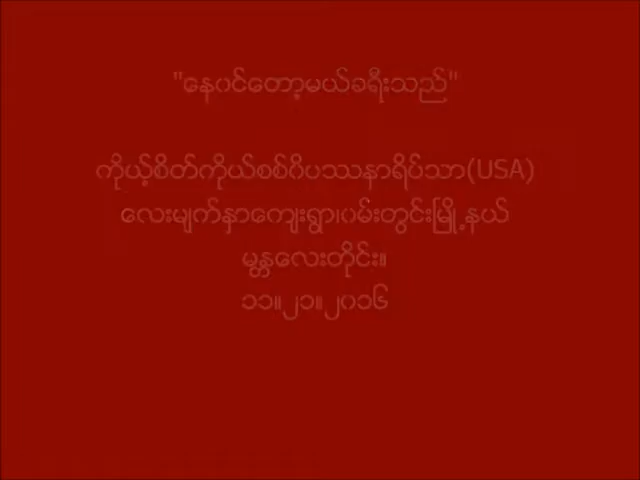 "နေဝင်တော့မယ်ခရီးသည်"
ကိုယ့်စိတ်ကိုယ်စစ်ဝိပဿနာရိပ်သာ(USA)
လေးမျက်နှာကျေးရွာ၊ဝမ်းတွင်းမြို့နယ်
မန္တလေးတိုင်း။
၁၁။၂၁။၂၀၁၆